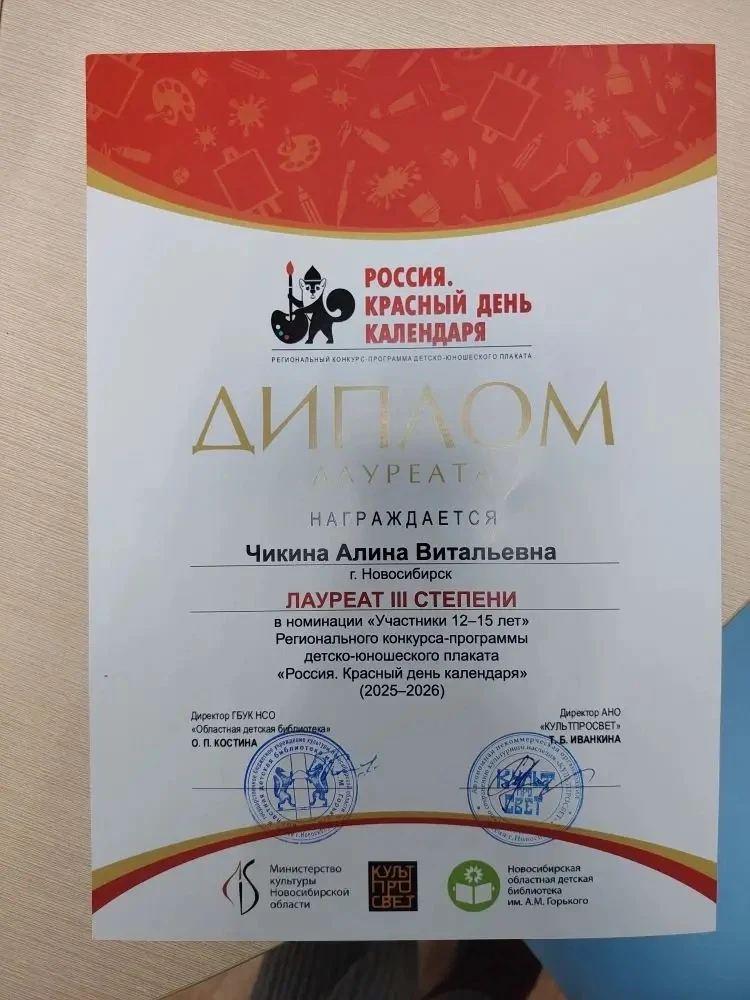 РОССИЯ.
КРАСНЫЙ ДЕНЬ
КАЛЕНДАРЯ
РЕГИОНАЛЬНЫЙ КОНКУРС-ПРОГРАММА ДЕТСКО-ЮНОШЕСКОГО ПЛАКАТА
ДИПЛОМ
ЛАУРЕАТА
НАГРАЖДАЕТСЯ
Чикина Алина Витальевна
г. Новосибирск
ЛАУРЕАТ III СТЕПЕНИ
в номинации «Участники 12–15 лет»
Регионального конкурса-программы
детско-юношеского плаката
«Россия. Красный день календаря»
(2025–2026)
Директор ГБУК НСО
«Областная детская библиотека»
О. П. КОСТИНА
Директор АНО
«КУЛЬТПРОСВЕТ»
Т. Б. ИВАНКИНА
КУЛЬТ
ПРО
СВЕТ
Министерство
культуры
Новосибирской
области
КУЛЬТ
ПРО
СВЕТ
Новосибирская
областная детская
библиотека
им. А.М. Горького